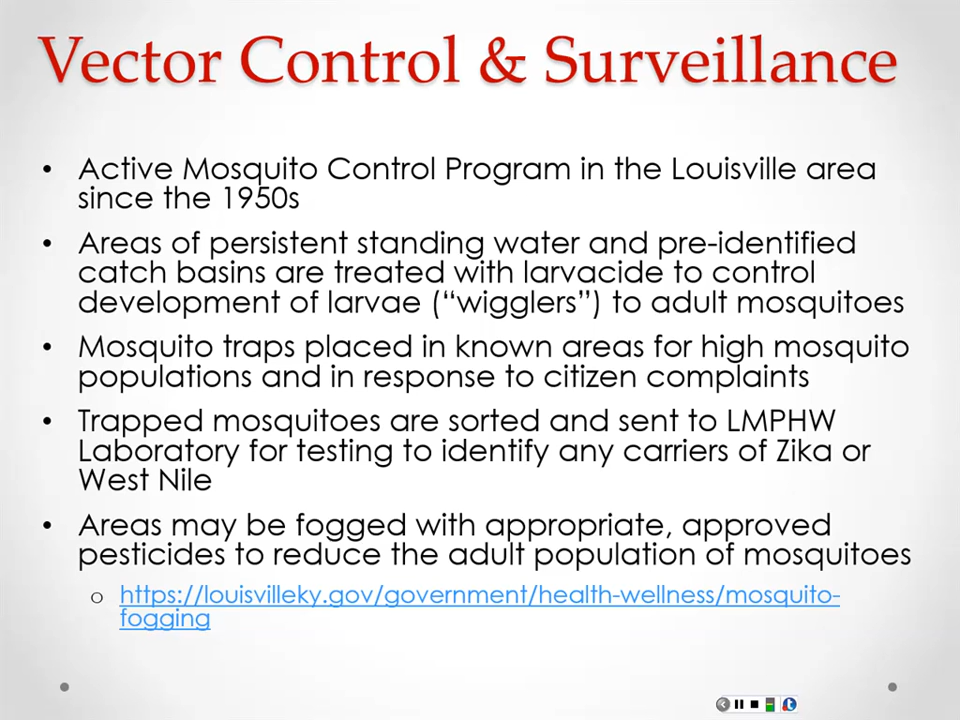 Vector Control & Surveillance
• Active Mosquito Control Program in the Louisville area
since the 1950s
• Areas of persistent standing water and pre-identified
catch basins are treated with larvacide to control
development of larvae (“wigglers”) to adult mosquitoes
• Mosquito traps placed in known areas for high mosquito
populations and in response to citizen complaints
• Trapped mosquitoes are sorted and sent to LMPHW
Laboratory for testing to identify any carriers of Zika or
West Nile
• Areas may be fogged with appropriate, approved
pesticides to reduce the adult population of mosquitoes
o https://louisvilleky.gov/government/health-wellness/mosquito-
fogging